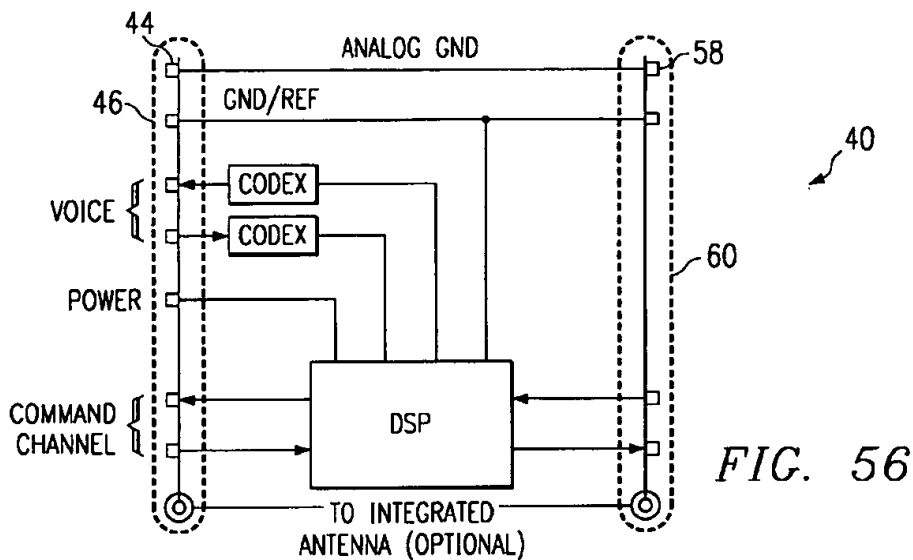 44
ANALOG GND
58
46
GND/REF
40
CODEX
VOICE
CODEX
60
POWER
COMMAND
CHANNEL
DSP
FIG. 56
TO INTEGRATED
ANTENNA (OPTIONAL)